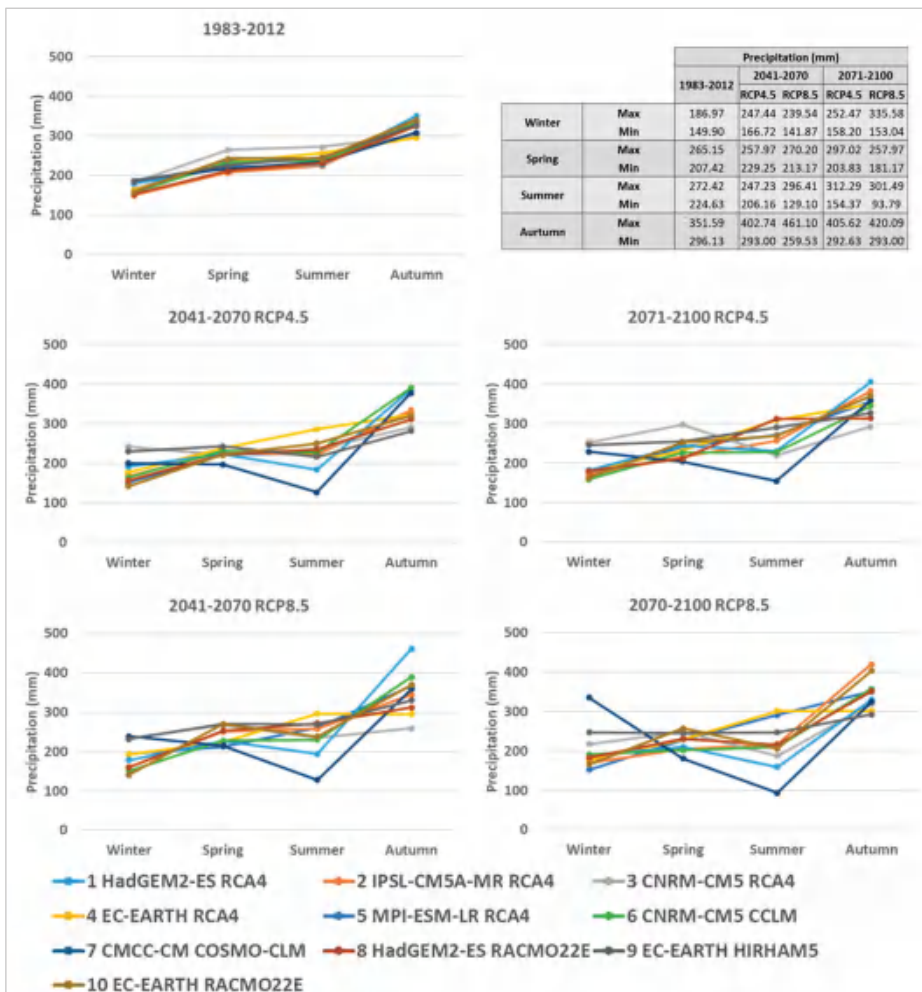 1983-2012
Precipitation (mm)
500
400
300
200
100
0
Winter Spring Summer Autumn
Precipitation (mm)
1983-2012 2041-2070 2071-2100
RCP4.5 RCP8.5 RCP4.5 RCP8.5
Winter Max 186.97 247.44 239.54 252.47 335.58
Min 149.90 166.72 141.87 158.20 153.04
Spring Max 265.15 257.97 270.20 297.02 257.97
Min 207.42 229.25 213.17 203.83 181.17
Summer Max 272.42 247.23 296.41 312.29 301.49
Min 224.63 206.16 129.10 154.37 93.79
Aurtumn Max 351.59 402.74 461.10 405.62 420.09
Min 296.13 293.00 259.53 292.63 293.00
2041-2070 RCP4.5
Precipitation (mm)
500
400
300
200
100
0
Winter Spring Summer Autumn
2071-2100 RCP4.5
Precipitation (mm)
500
400
300
200
100
0
Winter Spring Summer Autumn
2041-2070 RCP8.5
Precipitation (mm)
500
400
300
200
100
0
Winter Spring Summer Autumn
2070-2100 RCP8.5
Precipitation (mm)
500
400
300
200
100
0
Winter Spring Summer Autumn
1 HadGEM2-ES RCA4 2 IPSL-CM5A-MR RCA4 3 CNRM-CM5 RCA4
4 EC-EARTH RCA4 5 MPI-ESM-LR RCA4 6 CNRM-CM5 CCLM
7 CMCC-CM COSMO-CLM 8 HadGEM2-ES RACMO22E 9 EC-EARTH HIRHAM5
10 EC-EARTH RACMO22E